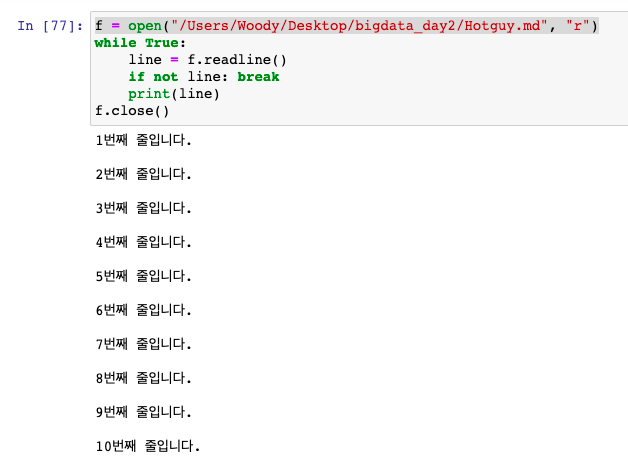 In [77]: f = open("/Users/Woody/Desktop/bigdata_day2/Hotguy.md", "r")
while True:
    line = f.readline()
    if not line: break
    print(line)
f.close()
1번째 줄입니다.
2번째 줄입니다.
3번째 줄입니다.
4번째 줄입니다.
5번째 줄입니다.
6번째 줄입니다.
7번째 줄입니다.
8번째 줄입니다.
9번째 줄입니다.
10번째 줄입니다.